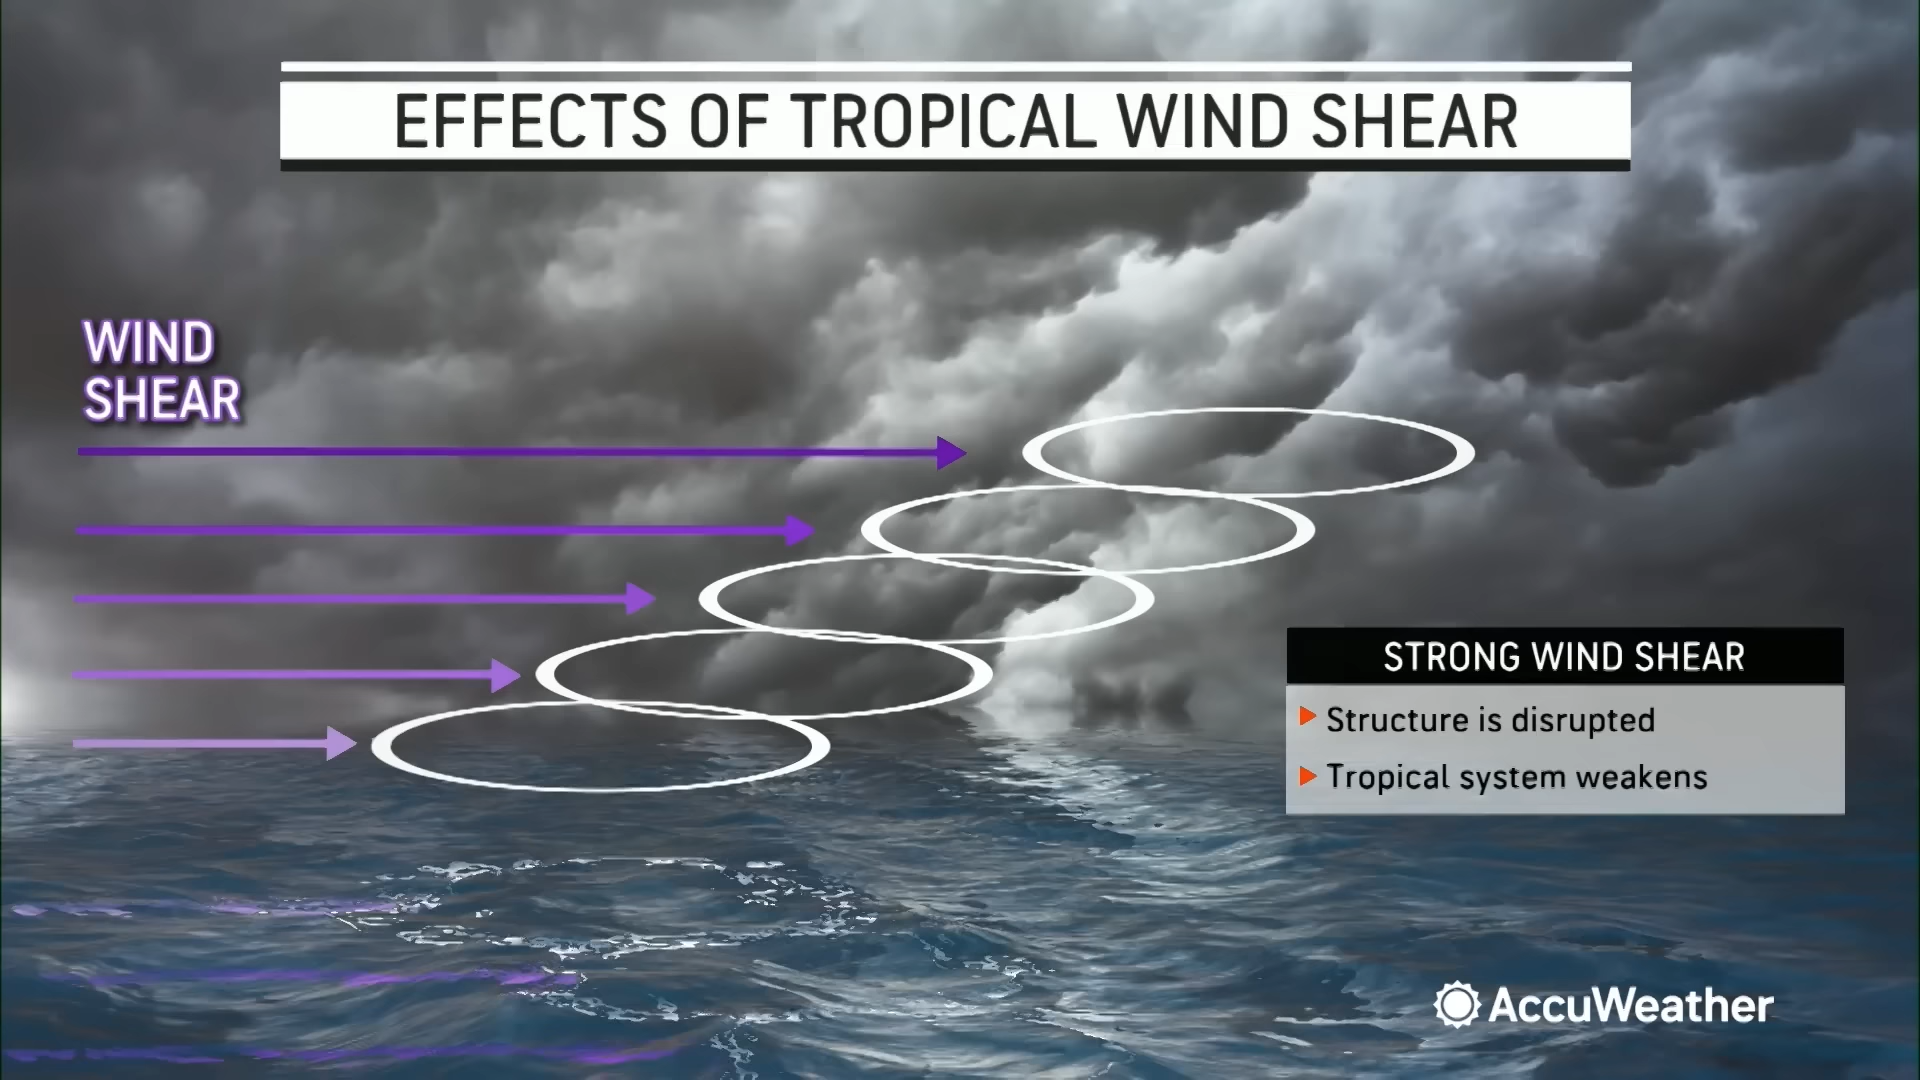 EFFECTS OF TROPICAL WIND SHEAR
WIND
SHEAR
STRONG WIND SHEAR
Structure is disrupted
Tropical system weakens
AccuWeather